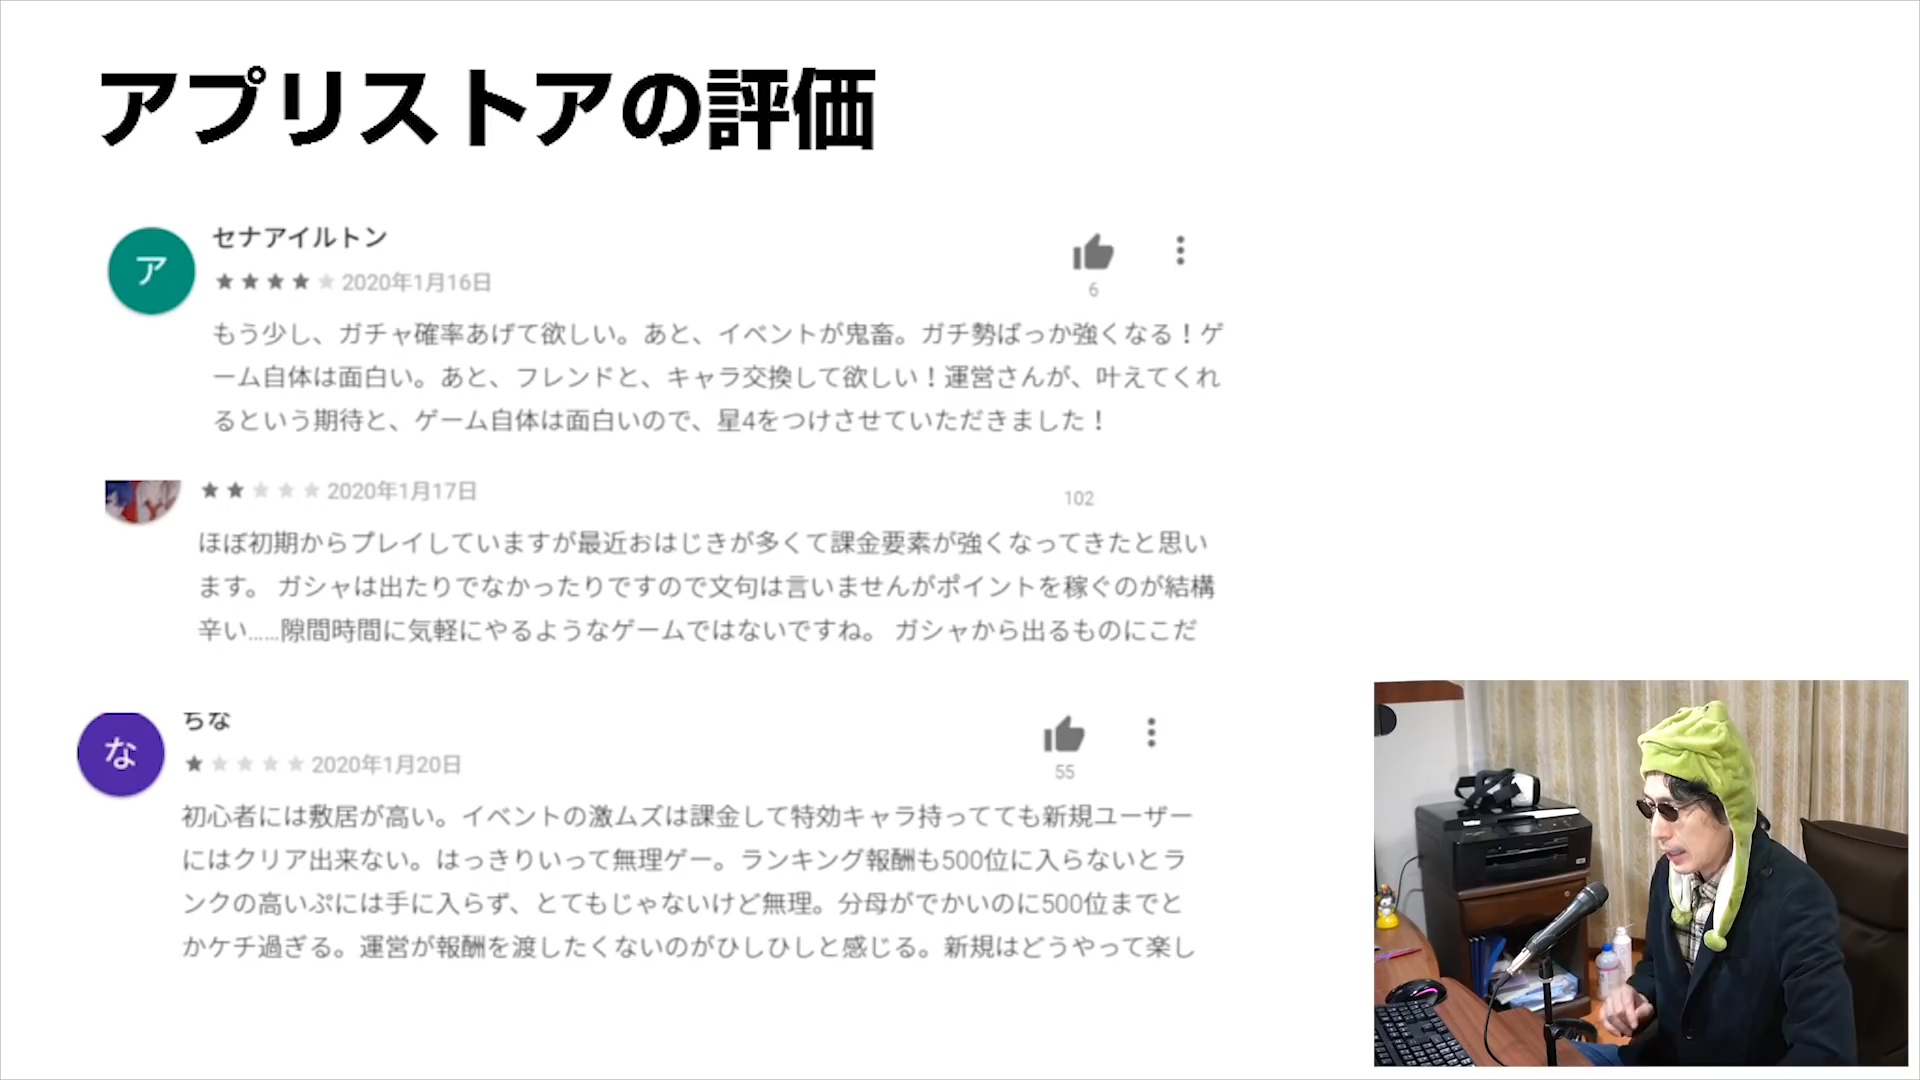 アプリストアの評価
ア
セナアイルトン
★★★★★ 2020年1月16日
6
もう少し、ガチャ確率あげて欲しい。あと、イベントが鬼畜。ガチ勢ばっか強くなる！ゲ
ーム自体は面白い。あと、フレンドと、キャラ交換して欲しい！運営さんが、叶えてくれ
るという期待と、ゲーム自体は面白いので、星4をつけさせていただきました！
★★★★★ 2020年1月17日
102
ほぼ初期からプレイしていますが最近おはじきが多くて課金要素が強くなってきたと思い
ます。 ガシャは出たりでなかったりですので文句は言いませんがポイントを稼ぐのが結構
辛い……隙間時間に気軽にやるようなゲームではないですね。 ガシャから出るものにこだ
な
ちな
★★★★★ 2020年1月20日
55
初心者には敷居が高い。イベントの激ムズは課金して特効キャラ持ってても新規ユーザー
にはクリア出来ない。はっきりいって無理ゲー。ランキング報酬も500位に入らないとラ
ンクの高いぷには手に入らず、とてもじゃないけど無理。分母がでかいのに500位までと
かケチ過ぎる。運営が報酬を渡したくないのがひしひしと感じる。新規はどうやって楽し